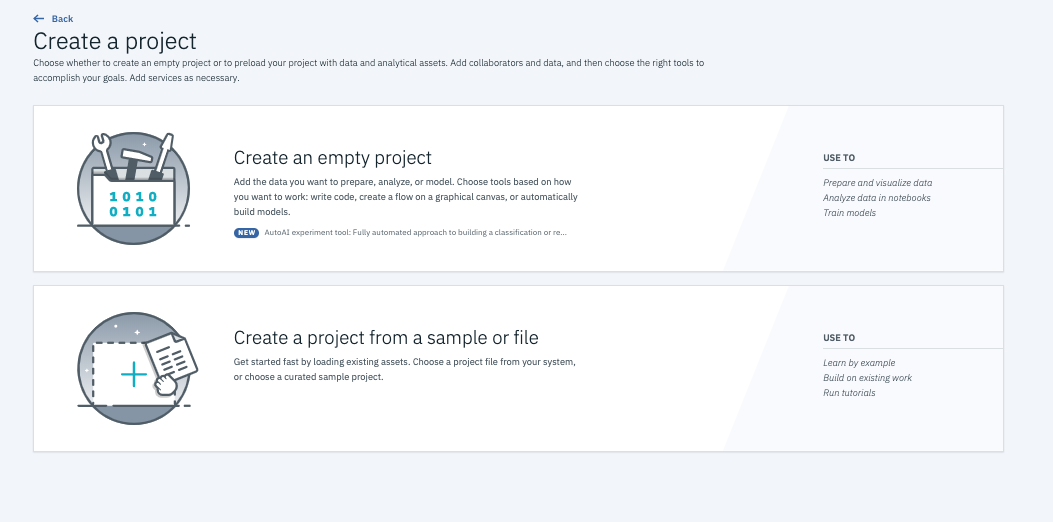 Back
Create a project
Choose whether to create an empty project or to preload your project with data and analytical assets. Add collaborators and data, and then choose the right tools to
accomplish your goals. Add services as necessary.
1010
0101
Create an empty project
Add the data you want to prepare, analyze, or model. Choose tools based on how
you want to work: write code, create a flow on a graphical canvas, or automatically
build models.
NEW AutoAI experiment tool: Fully automated approach to building a classification or re...
USE TO
Prepare and visualize data
Analyze data in notebooks
Train models
Create a project from a sample or file
Get started fast by loading existing assets. Choose a project file from your system,
or choose a curated sample project.
USE TO
Learn by example
Build on existing work
Run tutorials